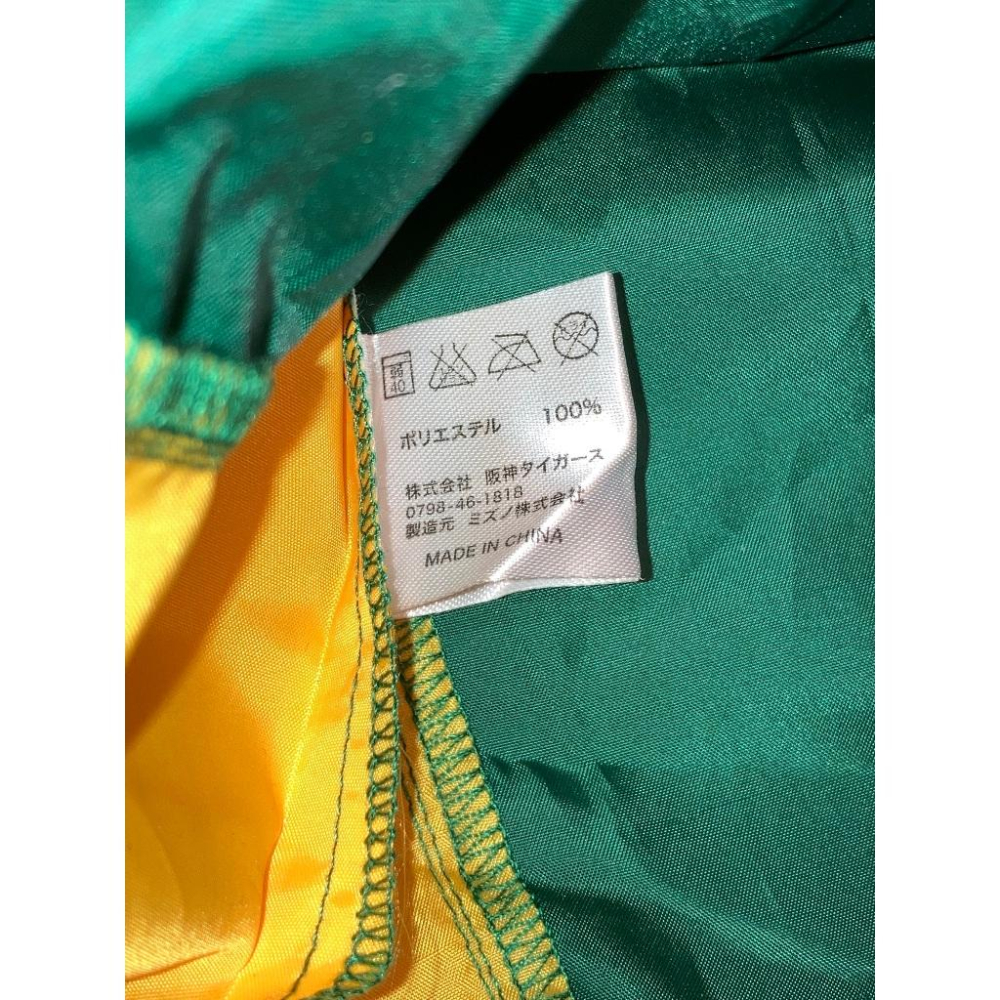 弱
40
ポリエステル 100%
株式会社 阪神タイガース
0798-46-1818
製造元 ミズノ株式会社
MADE IN CHINA